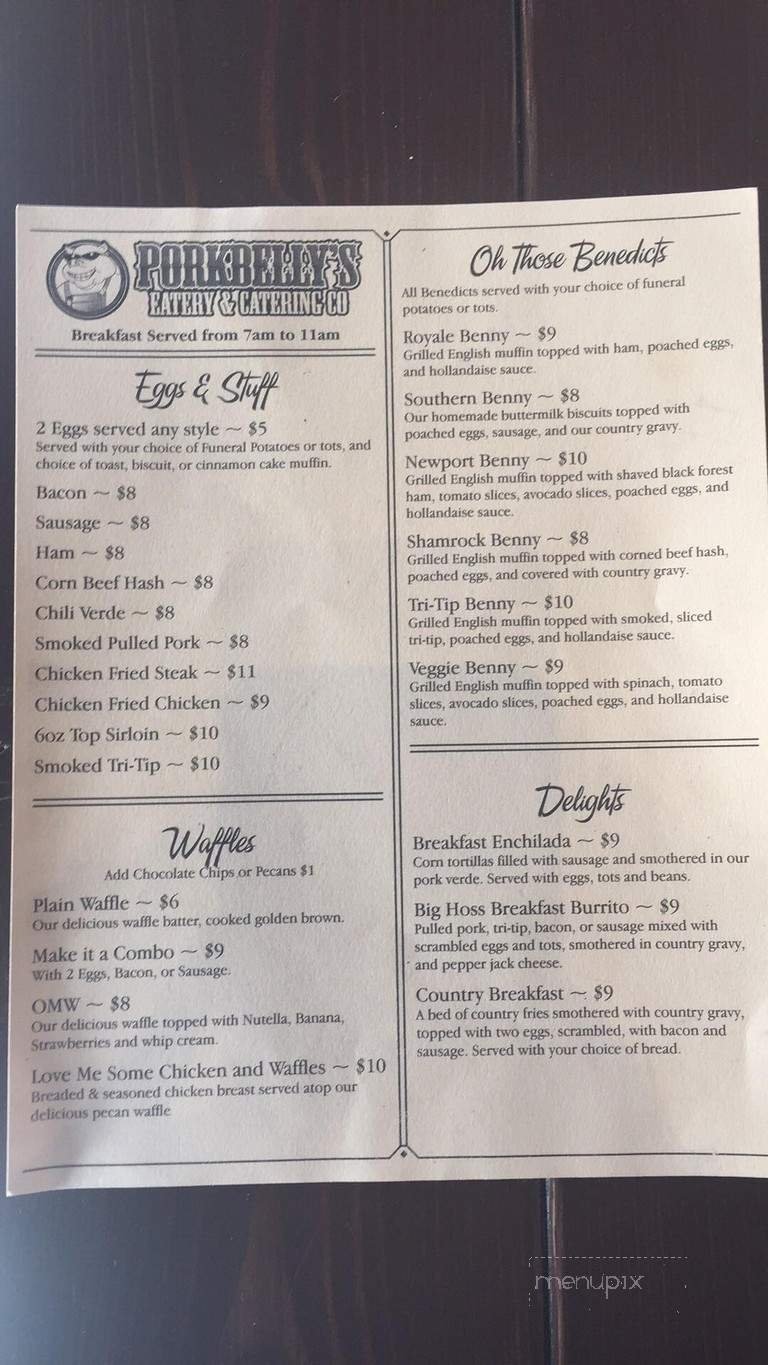 PORKBELLY'S
EATERY & CATERING CO
Breakfast Served from 7am to 11am
Eggs & Stuff
2 Eggs served any style ~ $5
Served with your choice of Funeral Potatoes or tots, and
choice of toast, biscuit, or cinnamon cake muffin.
Bacon ~ $8
Sausage ~ $8
Ham ~ $8
Corn Beef Hash ~ $8
Chili Verde ~ $8
Smoked Pulled Pork ~ $8
Chicken Fried Steak ~ $11
Chicken Fried Chicken ~ $9
6oz Top Sirloin ~ $10
Smoked Tri-Tip ~ $10
Waffles
Add Chocolate Chips or Pecans $1
Plain Waffle ~ $6
Our delicious waffle batter, cooked golden brown.
Make it a Combo ~ $9
With 2 Eggs, Bacon, or Sausage.
OMW ~ $8
Our delicious waffle topped with Nutella, Banana,
Strawberries and whip cream.
Love Me Some Chicken and Waffles ~ $10
Breaded & seasoned chicken breast served atop our
delicious pecan waffle
Oh Those Benedicts
All Benedicts served with your choice of funeral
potatoes or tots.
Royale Benny ~ $9
Grilled English muffin topped with ham, poached eggs,
and hollandaise sauce.
Southern Benny ~ $8
Our homemade buttermilk biscuits topped with
poached eggs, sausage, and our country gravy.
Newport Benny ~ $10
Grilled English muffin topped with shaved black forest
ham, tomato slices, avocado slices, poached eggs, and
hollandaise sauce.
Shamrock Benny ~ $8
Grilled English muffin topped with corned beef hash,
poached eggs, and covered with country gravy.
Tri-Tip Benny ~ $10
Grilled English muffin topped with smoked, sliced
tri-tip, poached eggs, and hollandaise sauce.
Veggie Benny ~ $9
Grilled English muffin topped with spinach, tomato
slices, avocado slices, poached eggs, and hollandaise
sauce.
Delights
Breakfast Enchilada ~ $9
Corn tortillas filled with sausage and smothered in our
pork verde. Served with eggs, tots and beans.
Big Hoss Breakfast Burrito ~ $9
Pulled pork, tri-tip, bacon, or sausage mixed with
scrambled eggs and tots, smothered in country gravy,
and pepper jack cheese.
Country Breakfast ~ $9
A bed of country fries smothered with country gravy,
topped with two eggs, scrambled, with bacon and
sausage. Served with your choice of bread.
menupix